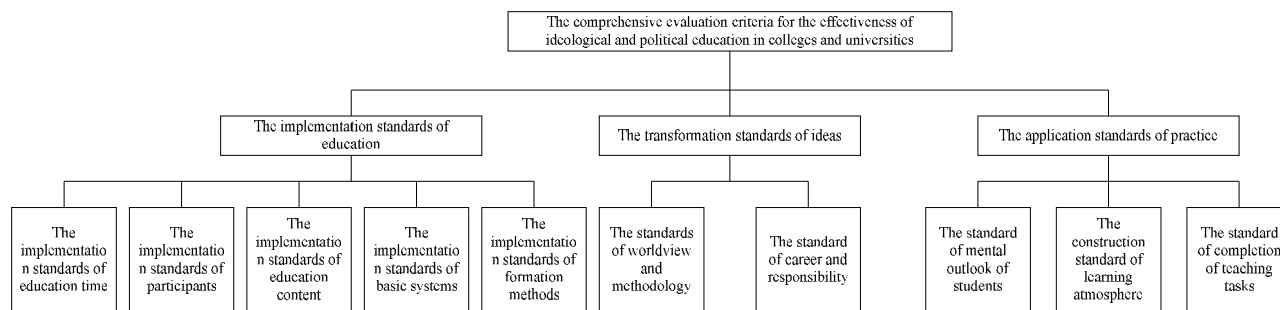 The comprehensive evaluation criteria for the effectiveness of
ideological and political education in colleges and universities
The implementation standards of
education
The transformation standards of ideas
The application standards of practice
The
implementatio
n standards of
education time
The
implementatio
n standards of
participants
The
implementatio
n standards of
education
content
The
implementatio
n standards of
basic systems
The
implementatio
n standards of
formation
methods
The standards
of worldview
and
methodology
The standard
of career and
responsibility
The standard
of mental
outlook of
students
The
construction
standard of
learning
atmosphere
The standard
of completion
of teaching
tasks